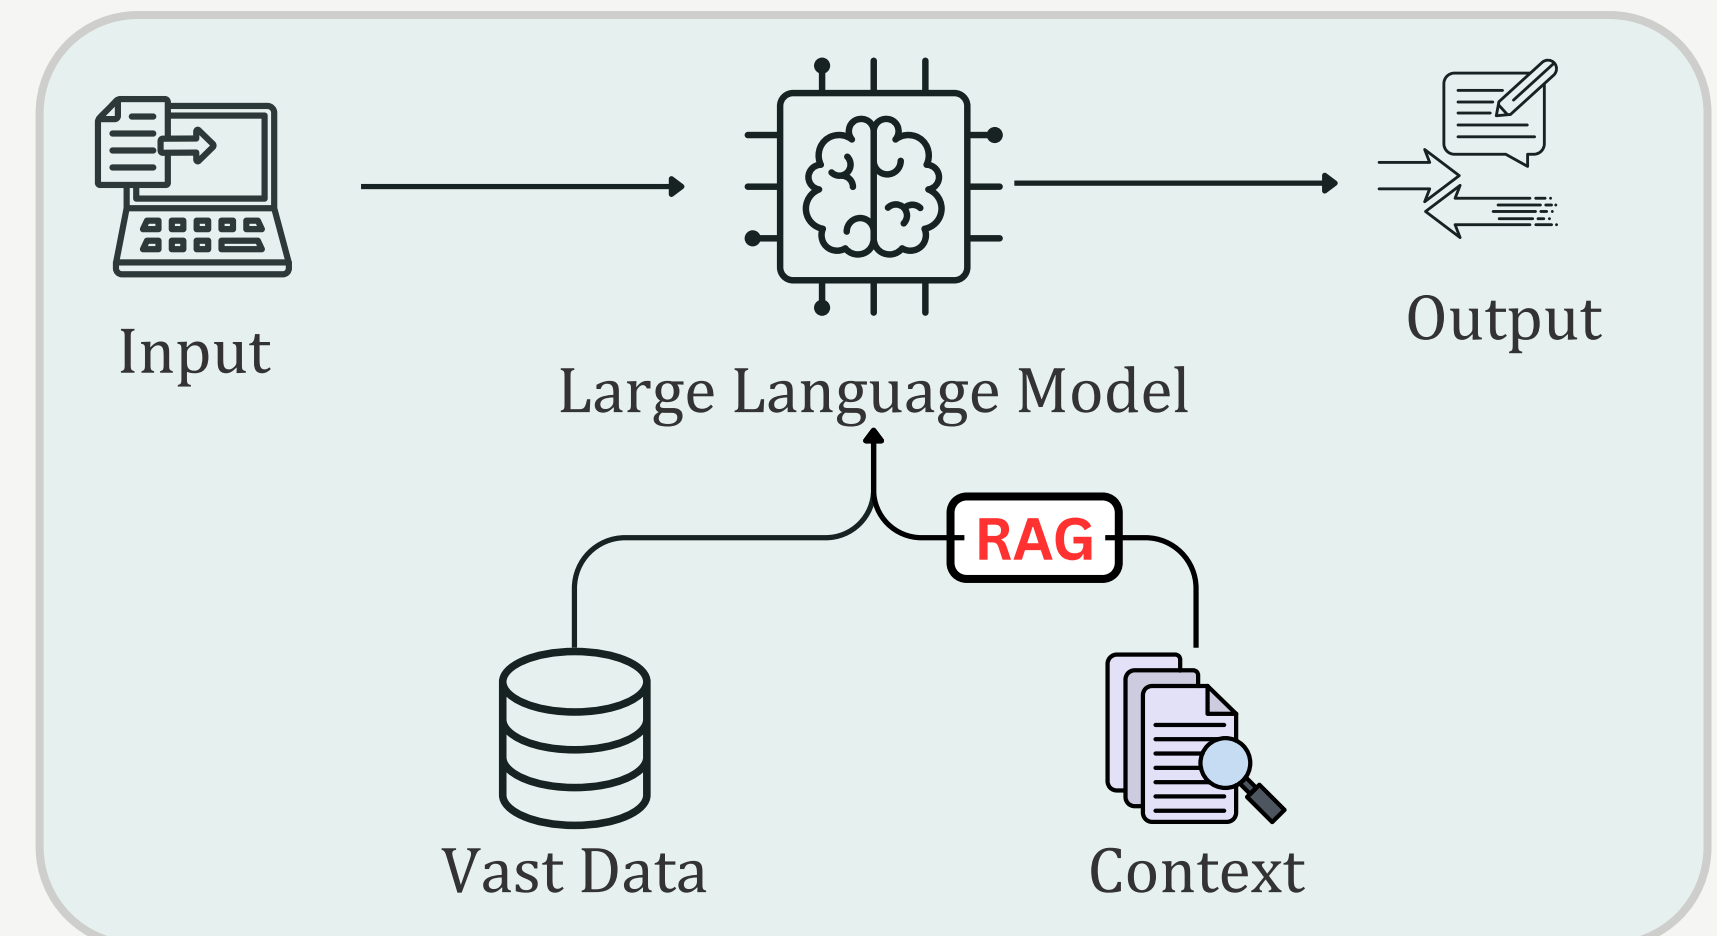 Input
Large Language Model
Output
RAG
Vast Data
Context